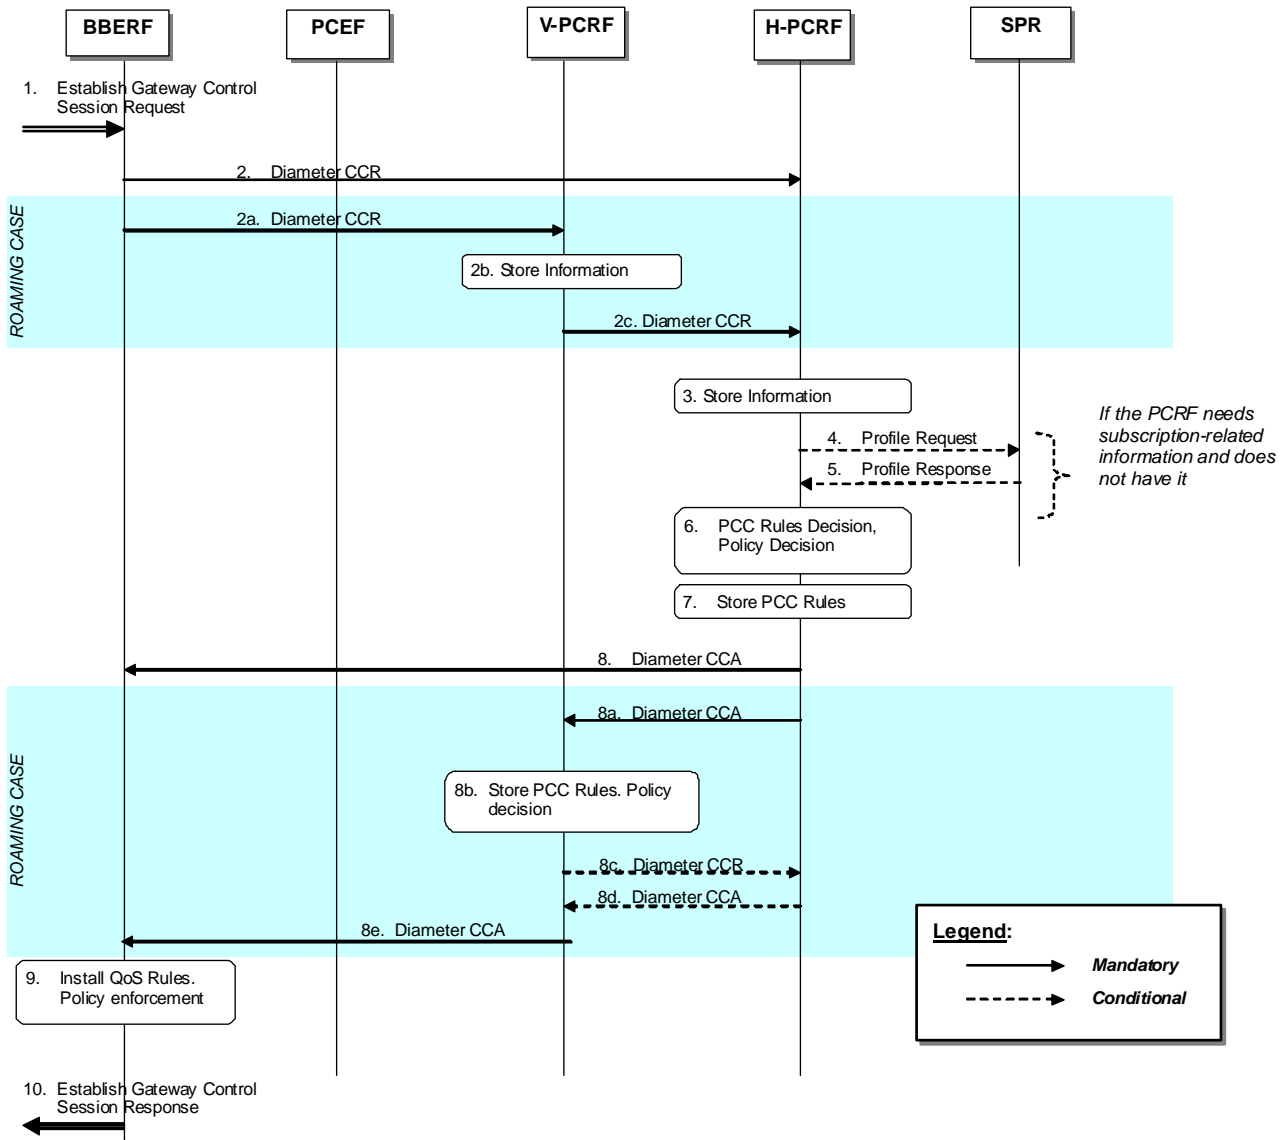 BBERF
PCEF
V-PCRF
H-PCRF
SPR
1. Establish Gateway Control
Session Request
2. Diameter CCR
ROAMING CASE
2a. Diameter CCR
2b. Store Information
2c. Diameter CCR
3. Store Information
4. Profile Request
5. Profile Response
If the PCRF needs
subscription-related
information and does
not have it
6. PCC Rules Decision,
Policy Decision
7. Store PCC Rules
8. Diameter CCA
ROAMING CASE
8a. Diameter CCA
8b. Store PCC Rules. Policy
decision
8c. Diameter CCR
8d. Diameter CCA
8e. Diameter CCA
Legend:
Mandatory
Conditional
9. Install QoS Rules.
Policy enforcement
10. Establish Gateway Control
Session Response